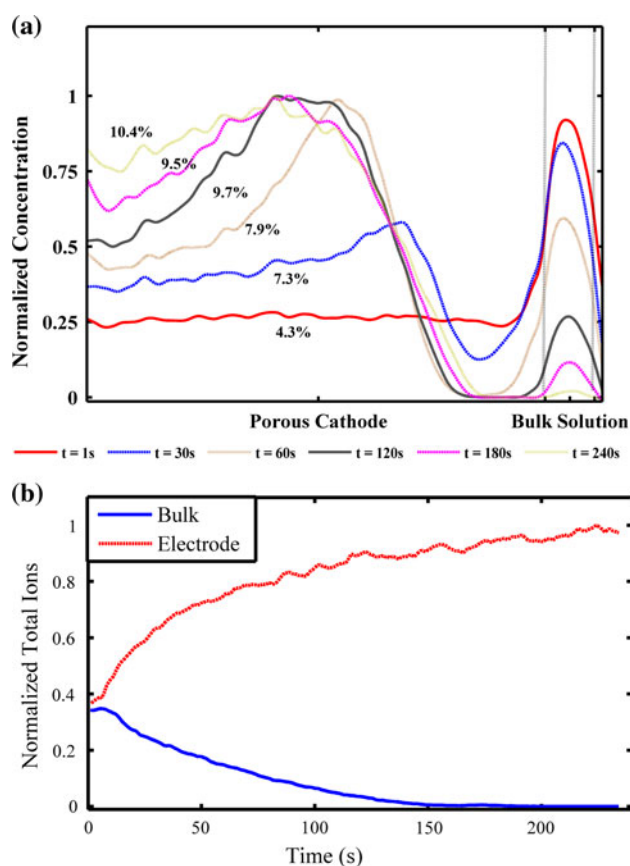 (a)
Normalized Concentration
1
0.75
0.5
0.25
0
10.4%
9.5%
9.7%
7.9%
7.3%
4.3%
Porous Cathode
Bulk Solution
t = 1s
t = 30s
t = 60s
t = 120s
t = 180s
t = 240s
(b)
Normalized Total Ions
1
0.8
0.6
0.4
0.2
0
Bulk
Electrode
0
50
100
150
200
Time (s)